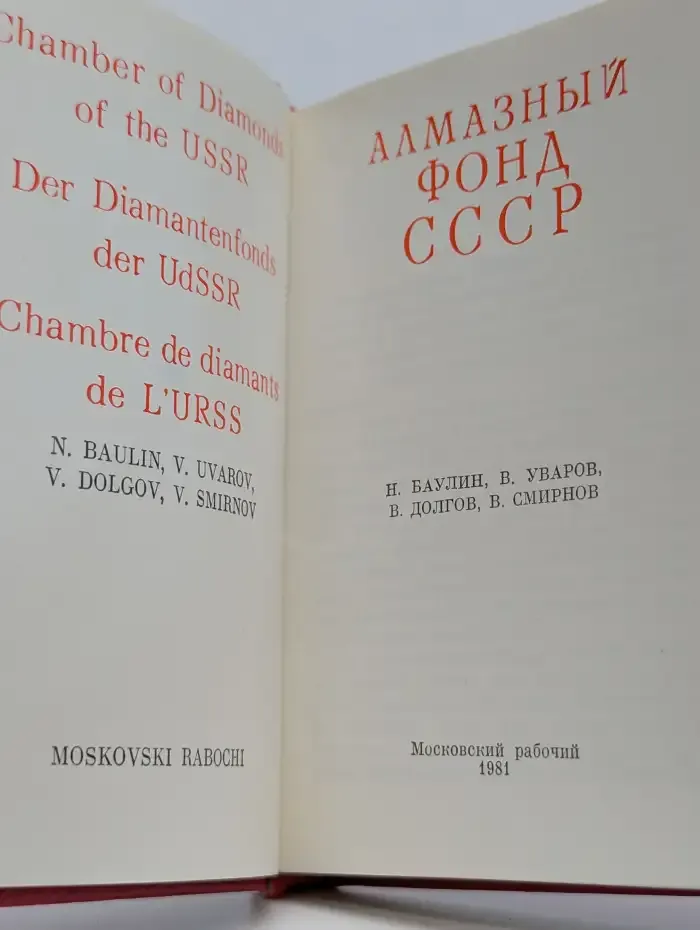 Chamber of Diamonds
of the USSR
Der Diamantenfonds
der UdSSR
Chambre de diamants
de L'URSS
N. BAULIN, V. UVAROV,
V. DOLGOV, V. SMIRNOV
MOSKOVSKI RABOCHI
АЛМАЗНЫЙ
ФОНД
СССР
Н. БАУЛИН, В. УВАРОВ,
В. ДОЛГОВ, В. СМИРНОВ
Московский рабочий
1981